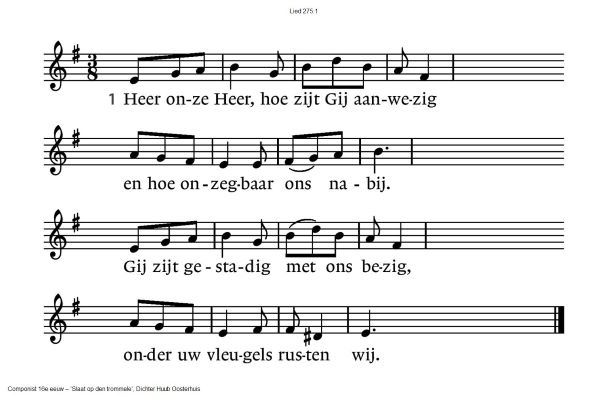 Lied 275:1
3
8
1 Heer on-ze Heer, hoe zijt Gij aan-we-zig
en hoe on-zeg-baar ons na-bij.
Gij zijt ge-sta-dig met ons be-zig,
on-der uw vleu-gels rus-ten wij.
Componist 16e eeuw – 'Slaat op den trommele', Dichter Huub Oosterhuis